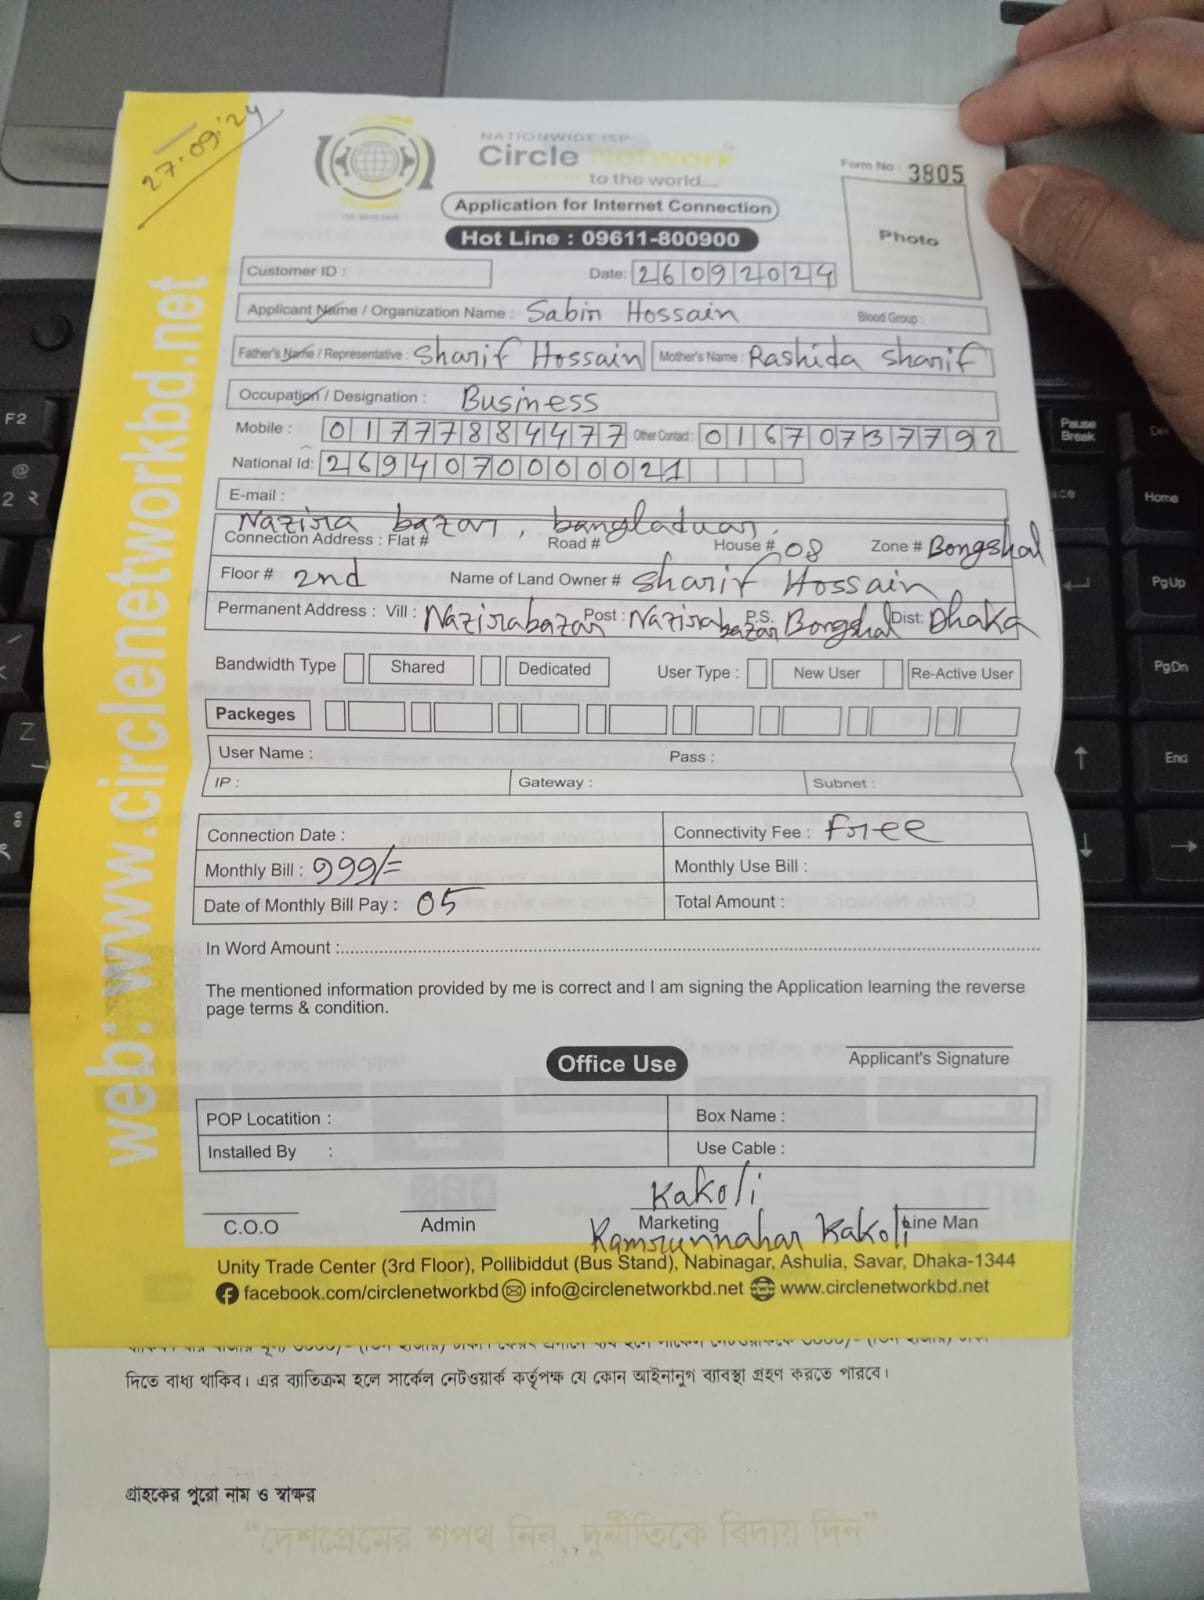 27.09.24
NATIONWIDE ISP
Circle Network
to the world....
Form No : 3805
Application for Internet Connection
Hot Line : 09611-800900
Photo
Customer ID :
Date: 26092024
Applicant Name / Organization Name : Sabin Hossain
Blood Group :
Father's Name / Representative : Sharif Hossain
Mother's Name : Rashida Sharif
Occupation / Designation : Business
Mobile : 01777884477 Other Contact : 01670737792
National Id: 2694070000021
E-mail :
Nazira bazar, bangladuar,
Connection Address : Flat # Road # House # 08 Zone # Bongshal
Floor # 2nd Name of Land Owner # Sharif Hossain
Permanent Address : Vill : Nazirabazar Post : Nazirabazar P.S. Bongshal Dist: Dhaka
Bandwidth Type Shared Dedicated User Type : New User Re-Active User
Packeges
User Name : Pass :
IP : Gateway : Subnet :
Connection Date : Connectivity Fee : Free
Monthly Bill : 999/= Monthly Use Bill :
Date of Monthly Bill Pay : 05 Total Amount :
In Word Amount :
The mentioned information provided by me is correct and I am signing the Application learning the reverse
page terms & condition.
Applicant's Signature
Office Use
POP Locatition : Box Name :
Installed By : Use Cable :
Kakoli
C.O.O Admin Marketing Line Man
Kamrunnahar Kakoli
Unity Trade Center (3rd Floor), Pollibiddut (Bus Stand), Nabinagar, Ashulia, Savar, Dhaka-1344
facebook.com/circlenetworkbd info@circlenetworkbd.net www.circlenetworkbd.net
web: www.circlenetworkbd.net
দিতে বাধ্য থাকিব। এর ব্যতিক্রম হলে সার্কেল নেটওয়ার্ক কর্তৃপক্ষ যে কোন আইনানুগ ব্যাবস্থা গ্রহণ করতে পারবে।
গ্রাহকের পুরো নাম ও স্বাক্ষর
"দেশপ্রেমের শপথ নিন,, দুর্নীতিকে বিদায় দিন"
F2
@
2 २
Z
Pause
Break
Del
Home
PgUp
PgDn
End